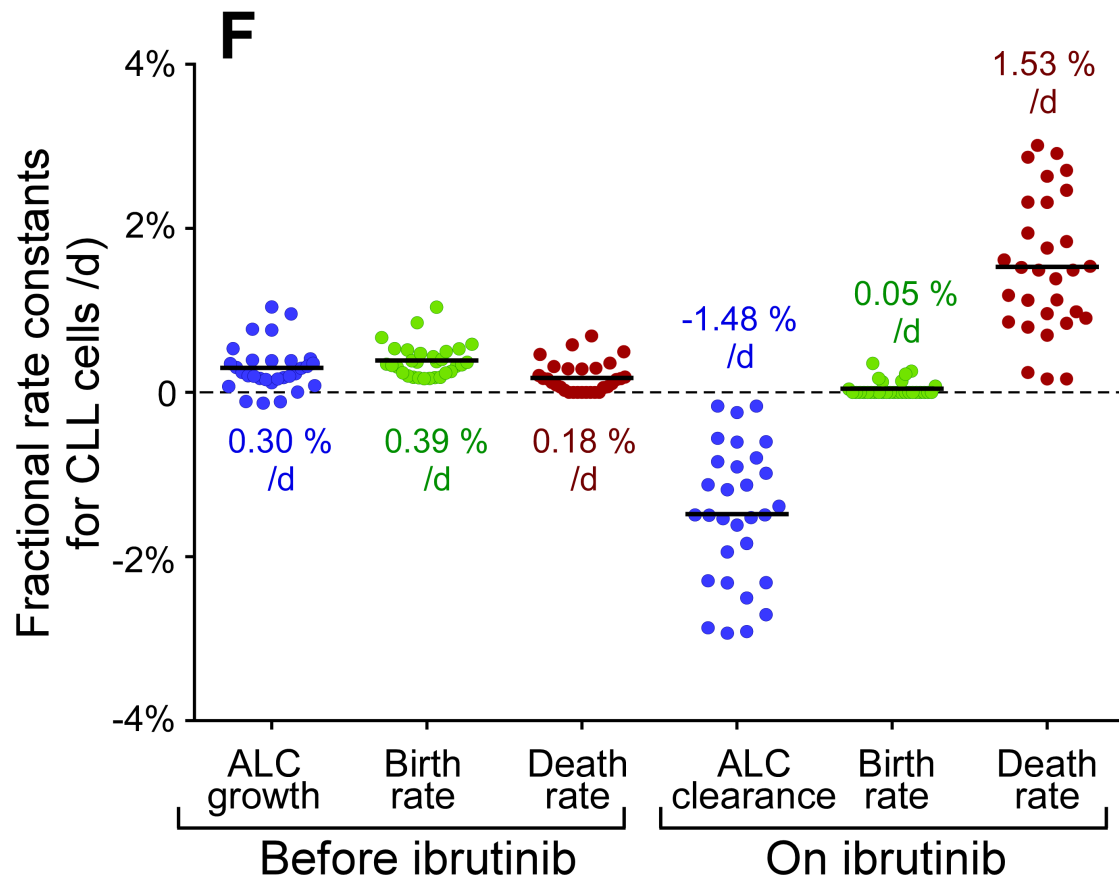 F
Fractional rate constants
for CLL cells /d)
4%
2%
0
-2%
-4%
0.30 %
/d
0.39 %
/d
0.18 %
/d
-1.48 %
/d
0.05 %
/d
1.53 %
/d
ALC
growth
Birth
rate
Death
rate
ALC
clearance
Birth
rate
Death
rate
Before ibrutinib
On ibrutinib